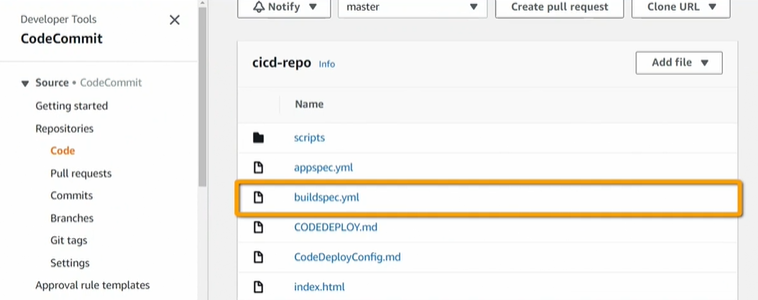 Developer Tools
CodeCommit
Source • CodeCommit
Getting started
Repositories
Code
Pull requests
Commits
Branches
Git tags
Settings
Approval rule templates
Notify
master
Create pull request
Clone URL
cicd-repo Info
Add file
Name
scripts
appspec.yml
buildspec.yml
CODEDEPLOY.md
CodeDeployConfig.md
index.html